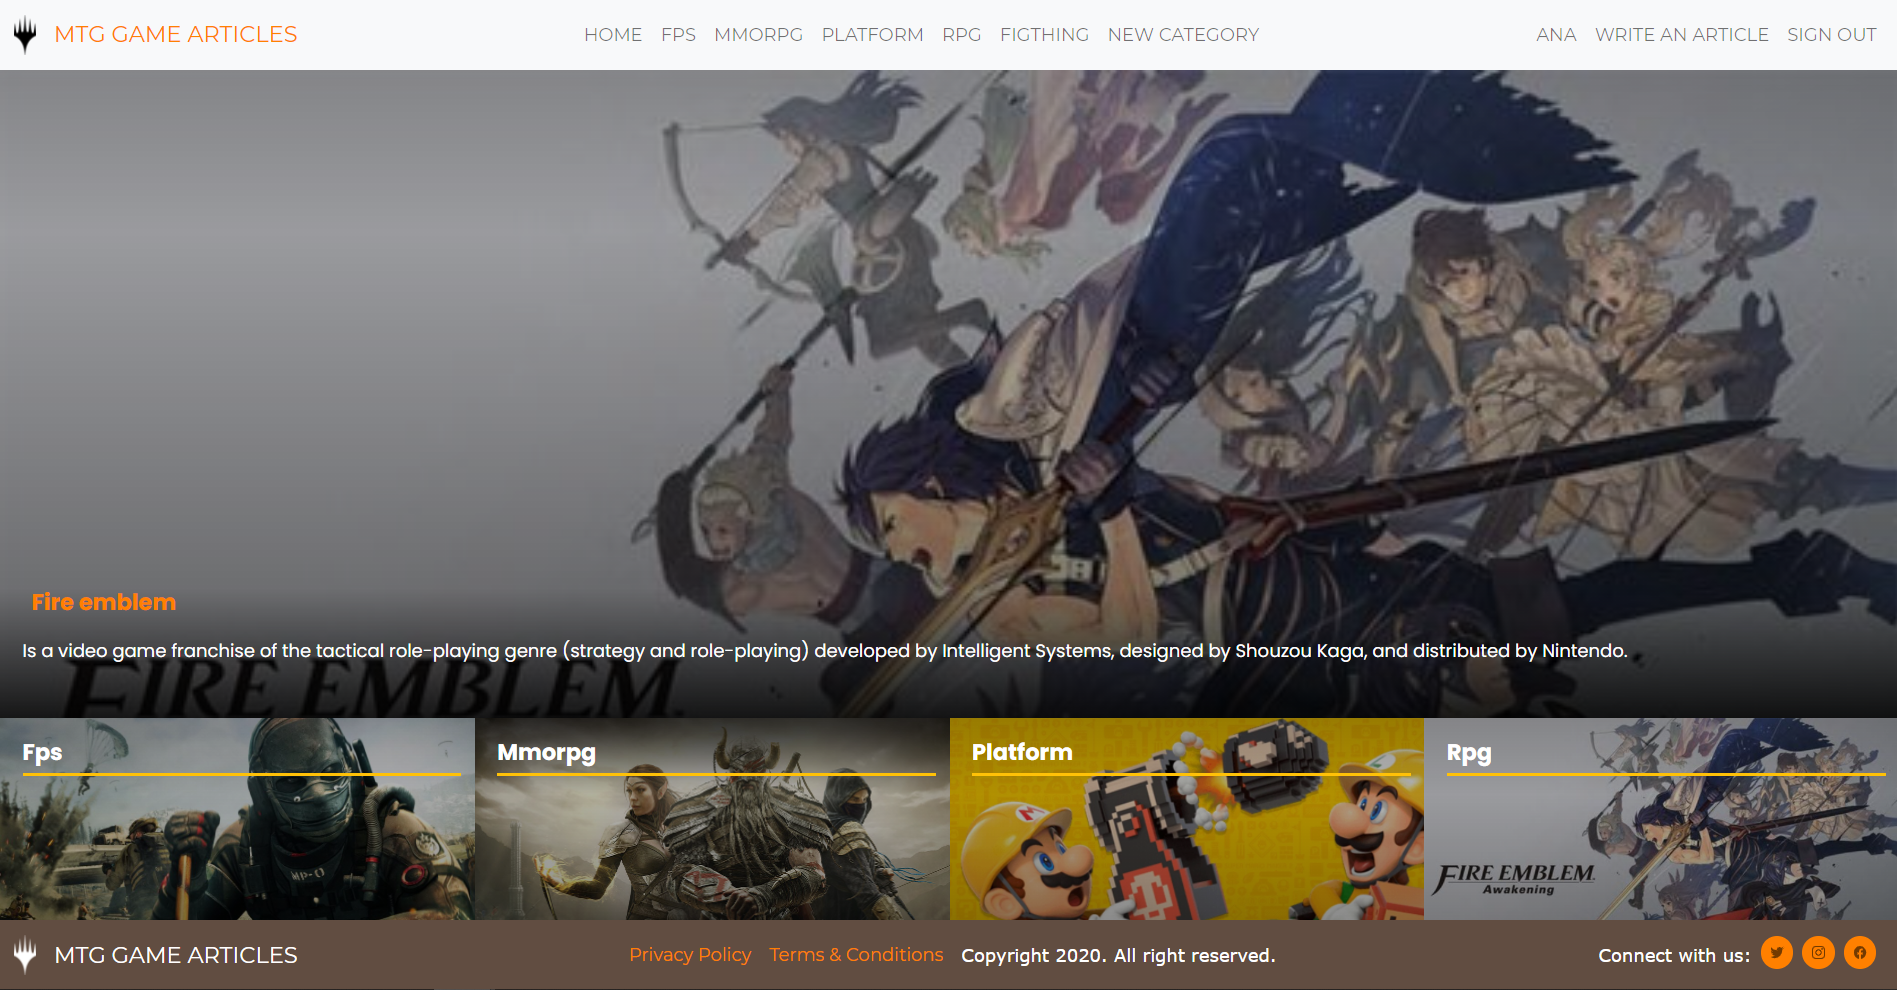 MTG GAME ARTICLES
HOME FPS MMORPG PLATFORM RPG FIGTHING NEW CATEGORY
ANA WRITE AN ARTICLE SIGN OUT
Fire emblem
Is a video game franchise of the tactical role-playing genre (strategy and role-playing) developed by Intelligent Systems, designed by Shouzou Kaga, and distributed by Nintendo.
FIRE EMBLEM
Fps
Mmorpg
Platform
Rpg
MP-0
M
FIRE EMBLEM
Awakening
MTG GAME ARTICLES
Privacy Policy Terms & Conditions Copyright 2020. All right reserved.
Connect with us: